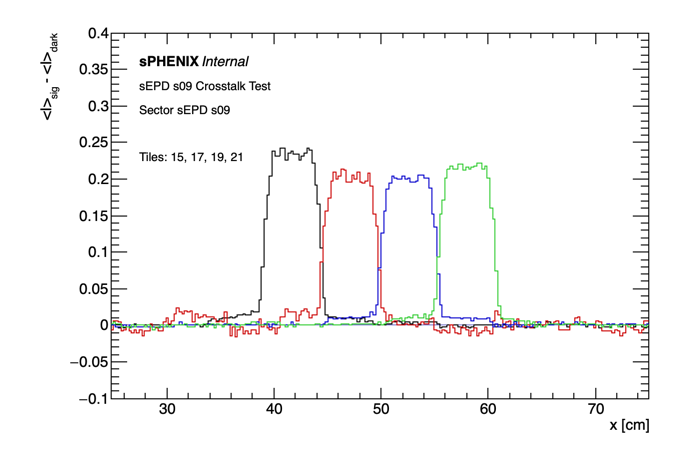 0.4
<I>sig - <I>dark
0.35
sPHENIX Internal
sEPD s09 Crosstalk Test
0.3
Sector sEPD s09
0.25
Tiles: 15, 17, 19, 21
0.2
0.15
0.1
0.05
0
−0.05
−0.1
30 40 50 60 70
x [cm]